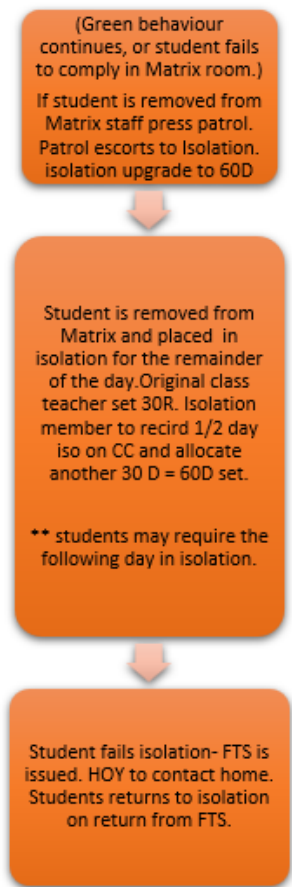 (Green behaviour
continues, or student fails
to comply in Matrix room.)
If student is removed from
Matrix staff press patrol.
Patrol escorts to Isolation.
isolation upgrade to 60D
Student is removed from
Matrix and placed in
isolation for the remainder
of the day.Original class
teacher set 30R. Isolation
member to recird 1/2 day
iso on CC and allocate
another 30 D = 60D set.
** students may require the
following day in isolation.
Student fails isolation- FTS is
issued. HOY to contact home.
Students returns to isolation
on return from FTS.